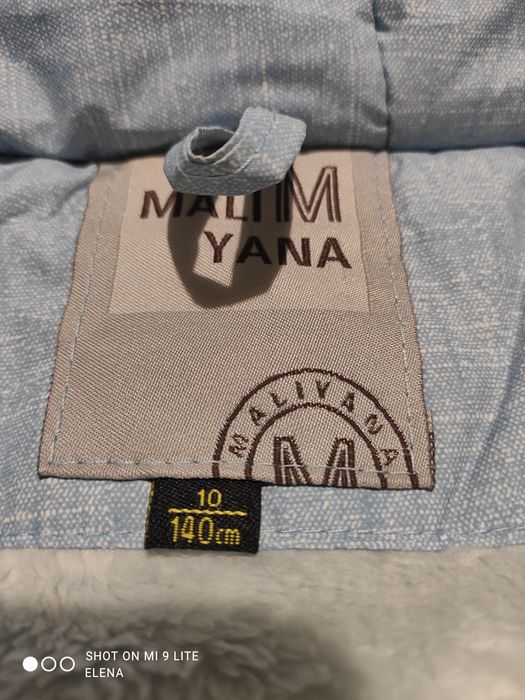 MALI M
YANA
MALIYANA
M
10
140cm
SHOT ON MI 9 LITE
ELENA